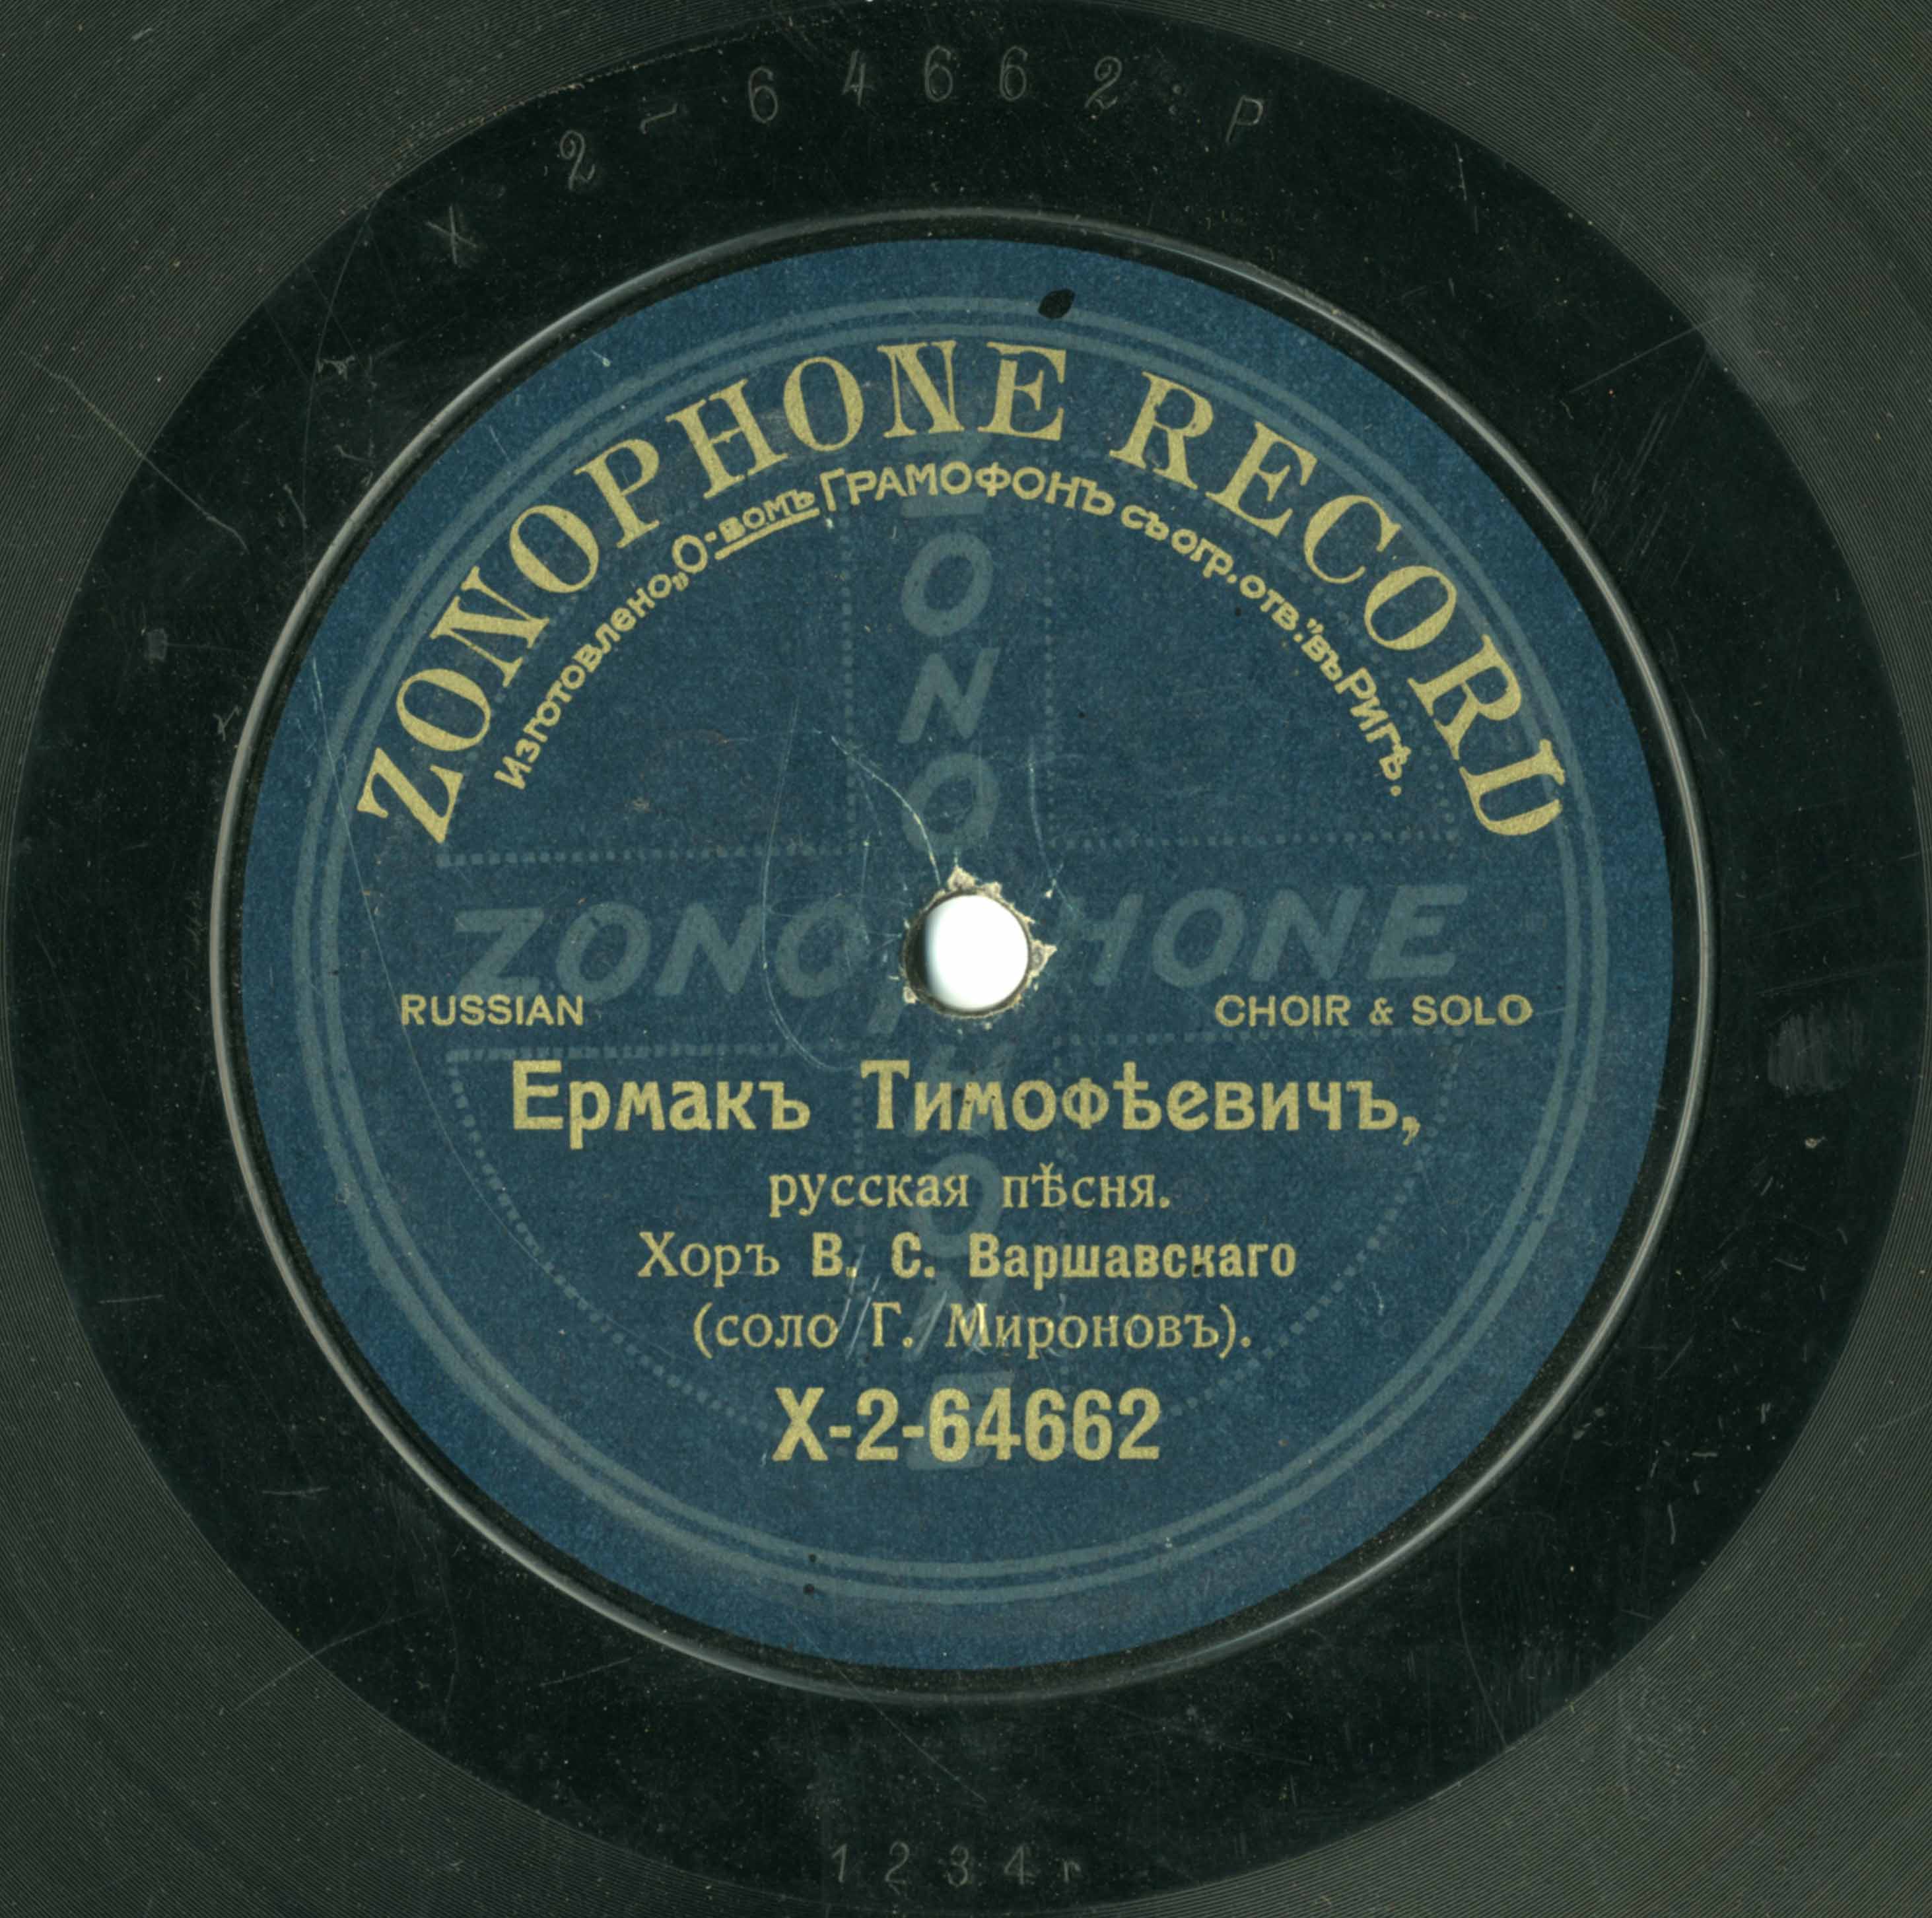 X 2 - 64662: P
ZONOPHONE RECORD
Изготовлено „О-вомъ ГРАМОФОНЪ съ огр. отв." въ Ригѣ.
ZONOPHONE
ZONOPHONE
RUSSIAN
CHOIR & SOLO
Ермакъ Тимофѣевичъ,
русская пѣсня.
Хоръ В. С. Варшавскаго
(соло Г. Мироновъ).
X-2-64662
1234r